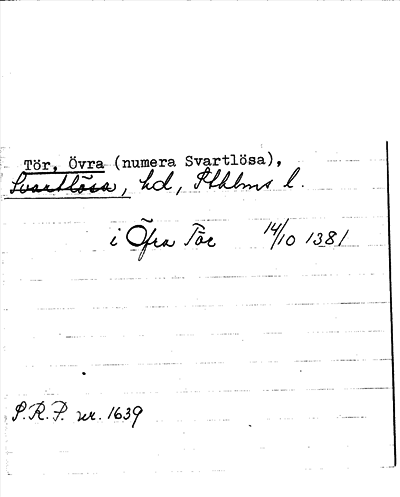 Tör, Övra (numera Svartlösa),
Svartlösa, hd, Sthlms l.
i Öfra Tör 14/10 1381
S.R.P. nr. 1639